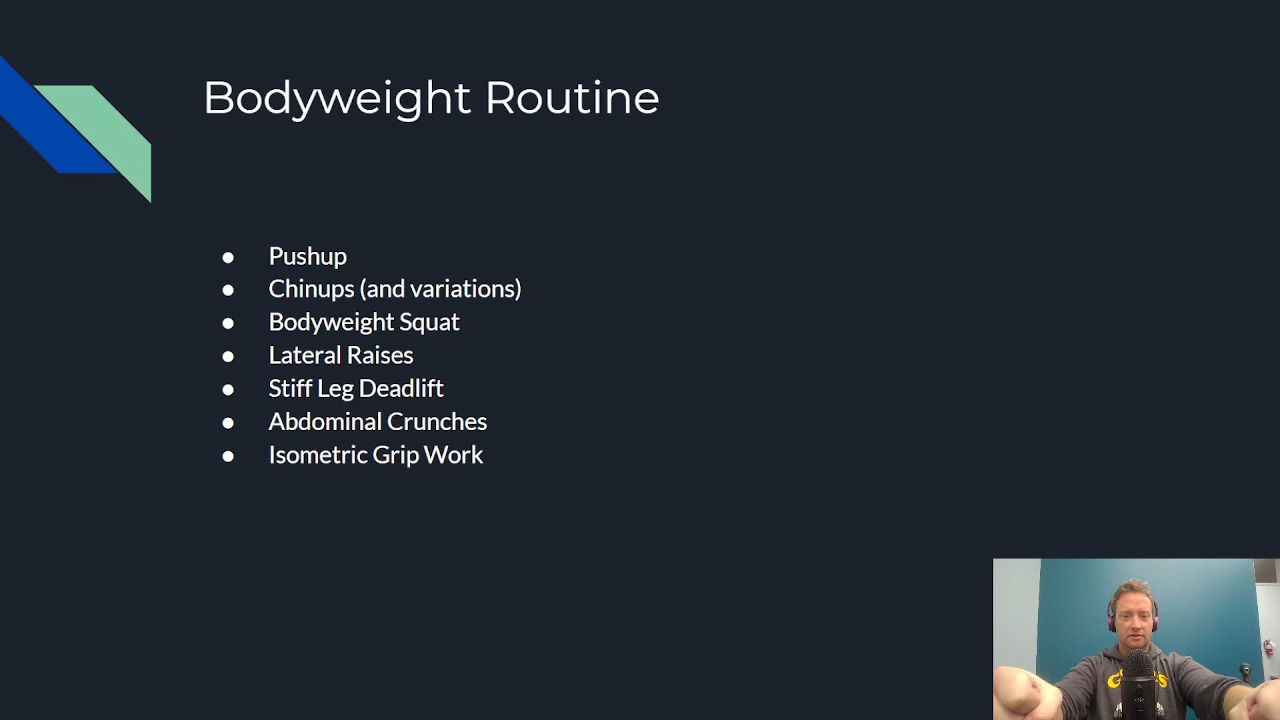 Bodyweight Routine
● Pushup
● Chinups (and variations)
● Bodyweight Squat
● Lateral Raises
● Stiff Leg Deadlift
● Abdominal Crunches
● Isometric Grip Work